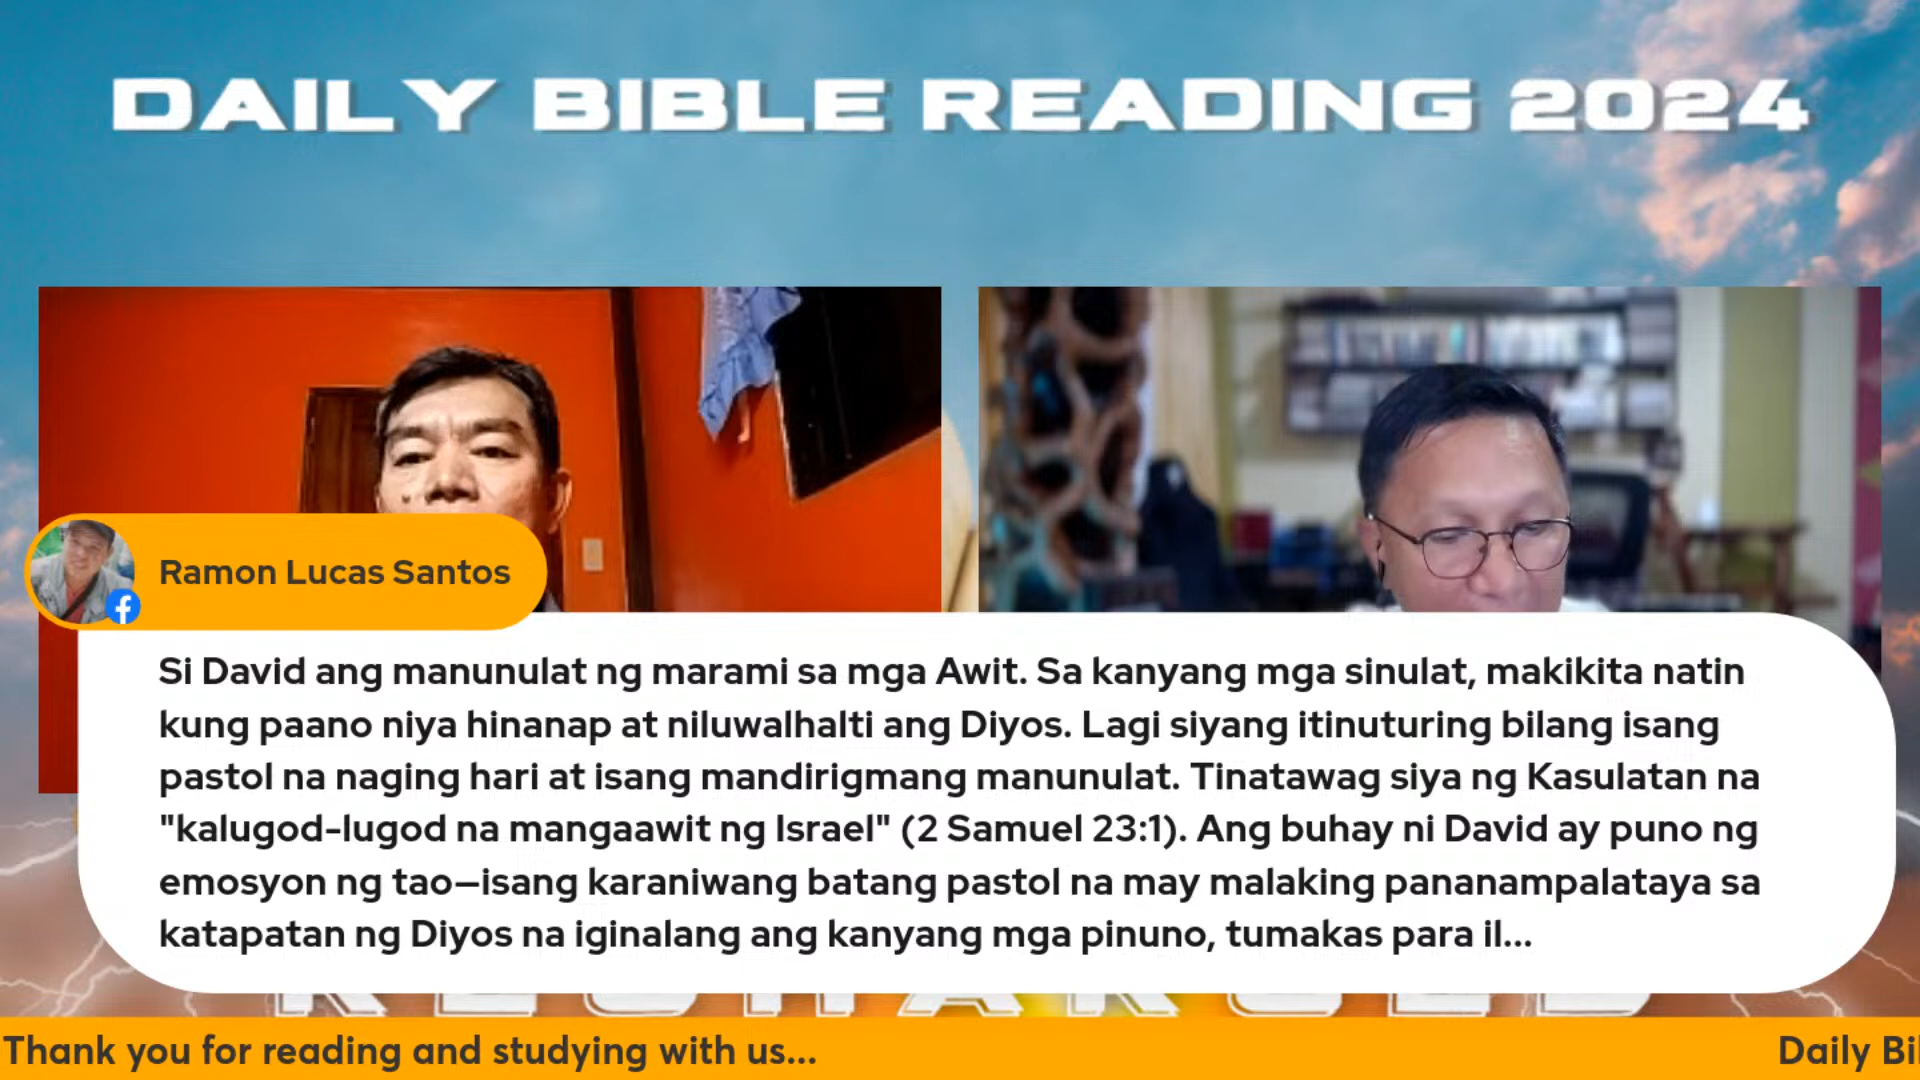 DAILY BIBLE READING 2024
Ramon Lucas Santos
Si David ang manunulat ng marami sa mga Awit. Sa kanyang mga sinulat, makikita natin
kung paano niya hinanap at niluwalhalti ang Diyos. Lagi siyang itinuturing bilang isang
pastol na naging hari at isang mandirigmang manunulat. Tinatawag siya ng Kasulatan na
"kalugod-lugod na mangaawit ng Israel" (2 Samuel 23:1). Ang buhay ni David ay puno ng
emosyon ng tao—isang karaniwang batang pastol na may malaking pananampalataya sa
katapatan ng Diyos na iginalang ang kanyang mga pinuno, tumakas para il...
Thank you for reading and studying with us...
Daily Bi